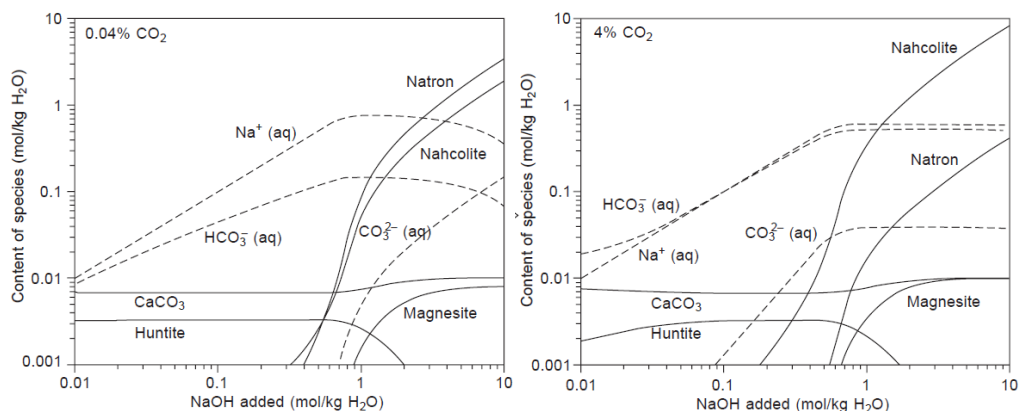 0.04% CO₂
Content of species (mol/kg H₂O)
10
1
0.1
0.01
0.001
Natron
Na⁺ (aq)
Nahcolite
HCO₃⁻ (aq)
CO₃²⁻ (aq)
CaCO₃
Magnesite
Huntite
0.01
0.1
1
10
NaOH added (mol/kg H₂O)
4% CO₂
Content of species (mol/kg H₂O)
10
1
0.1
0.01
0.001
Nahcolite
Natron
HCO₃⁻ (aq)
CO₃²⁻ (aq)
Na⁺ (aq)
CaCO₃
Magnesite
Huntite
0.01
0.1
1
10
NaOH added (mol/kg H₂O)